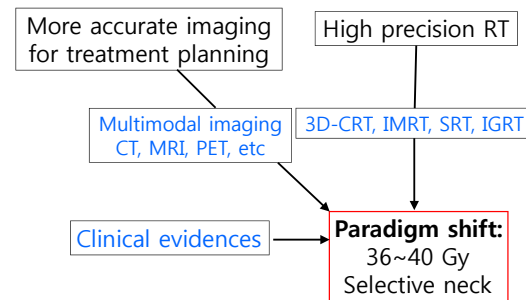 More accurate imaging
for treatment planning
High precision RT
Multimodal imaging
CT, MRI, PET, etc
3D-CRT, IMRT, SRT, IGRT
Clinical evidences
Paradigm shift:
36~40 Gy
Selective neck